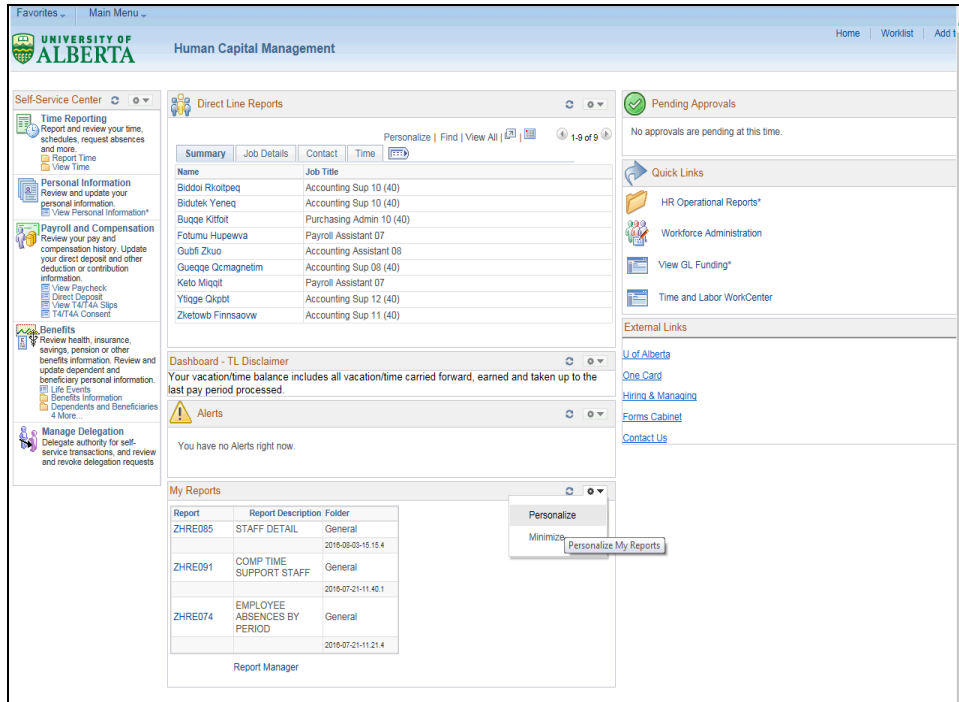 Favorites Main Menu
UNIVERSITY OF
ALBERTA
Human Capital Management
Home Worklist Add t
Self-Service Center
Time Reporting
Report and review your time,
schedules, request absences
and more.
Report Time
View Time
Personal Information
Review and update your
personal information.
View Personal Information*
Payroll and Compensation
Review your pay and
compensation history. Update
your direct deposit and other
deduction or contribution
information.
View Paycheck
Direct Deposit
View T4/T4A Slips
T4/T4A Consent
Benefits
Review health, insurance,
savings, pension or other
benefits information. Review and
update dependent and
beneficiary personal information.
Life Events
Benefits Information
Dependents and Beneficiaries
4 More...
Manage Delegation
Delegate authority for self-
service transactions, and review
and revoke delegation requests
Direct Line Reports
Personalize | Find | View All | | 1-9 of 9
Summary Job Details Contact Time
Name Job Title
Biddoi Rkoitpeq Accounting Sup 10 (40)
Bidutek Yeneq Accounting Sup 10 (40)
Buqqe Kitfoit Purchasing Admin 10 (40)
Fotumu Hupewva Payroll Assistant 07
Gubfi Zkuo Accounting Assistant 08
Gueqqe Qcmagnetim Accounting Sup 08 (40)
Keto Miqqit Payroll Assistant 07
Ytiqge Qkpbt Accounting Sup 12 (40)
Zketowb Finnsaovw Accounting Sup 11 (40)
Dashboard - TL Disclaimer
Your vacation/time balance includes all vacation/time carried forward, earned and taken up to the
last pay period processed.
Alerts
You have no Alerts right now.
My Reports
Personalize
Minimize
Personalize My Reports
Report Report Description Folder
ZHRE085 STAFF DETAIL General
2016-08-03-15.15.4
ZHRE091 COMP TIME
SUPPORT STAFF General
2016-07-21-11.40.1
ZHRE074 EMPLOYEE
ABSENCES BY
PERIOD General
2016-07-21-11.21.4
Report Manager
Pending Approvals
No approvals are pending at this time.
Quick Links
HR Operational Reports*
Workforce Administration
View GL Funding*
Time and Labor WorkCenter
External Links
U of Alberta
One Card
Hiring & Managing
Forms Cabinet
Contact Us